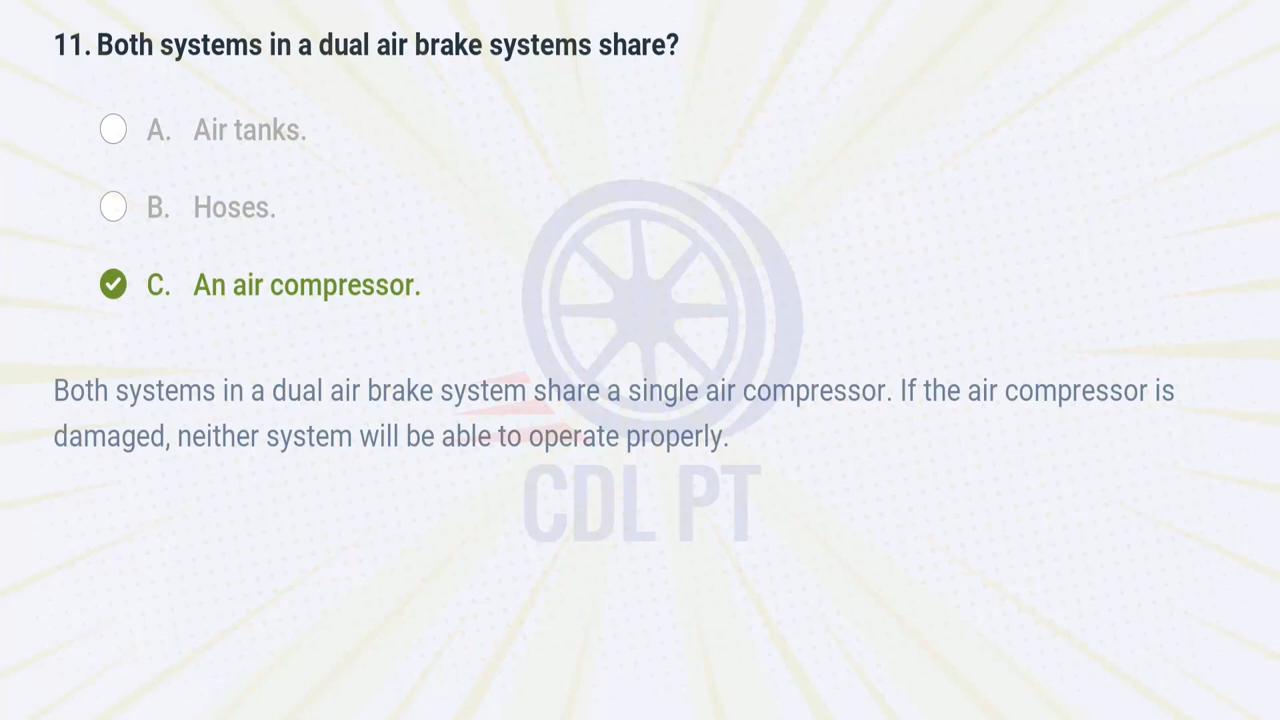 11. Both systems in a dual air brake systems share?
A. Air tanks.
B. Hoses.
C. An air compressor.
Both systems in a dual air brake system share a single air compressor. If the air compressor is
damaged, neither system will be able to operate properly.
CDL PT